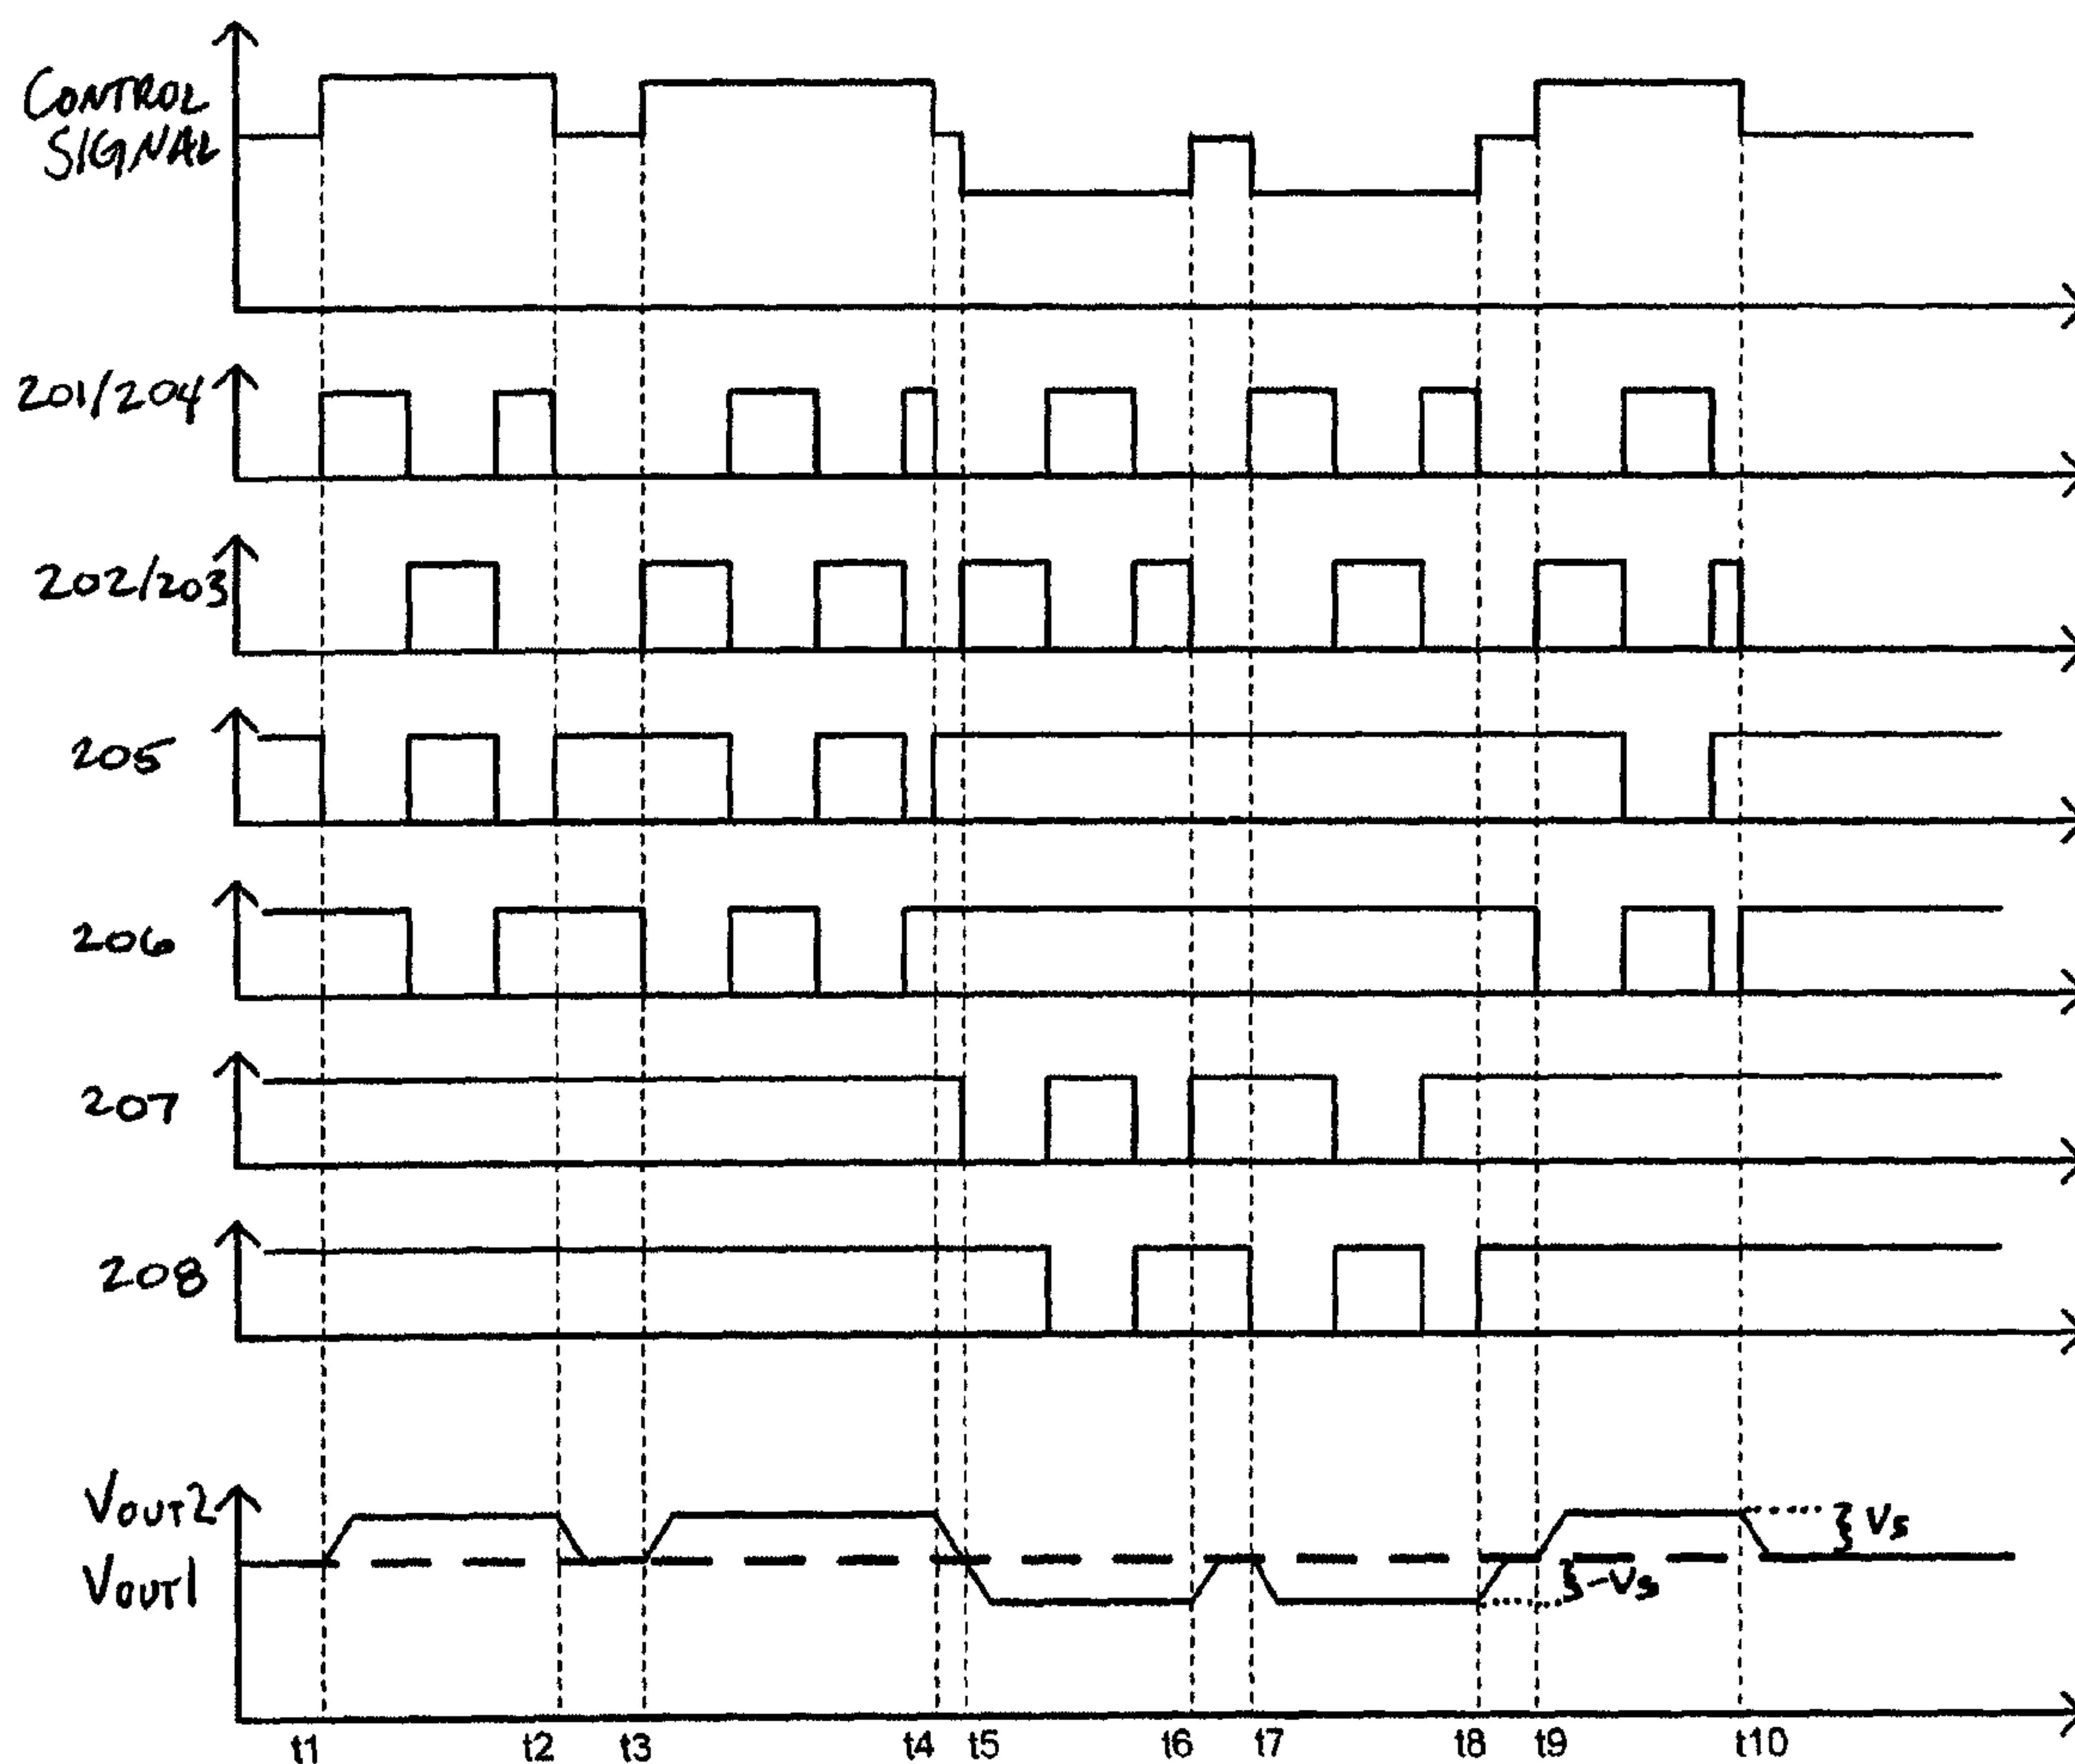 CONTROL
SIGNAL
201/204
202/203
205
206
207
208
VOUT2
VOUT1
Vs
-Vs
t1 t2 t3 t4 t5 t6 t7 t8 t9 t10